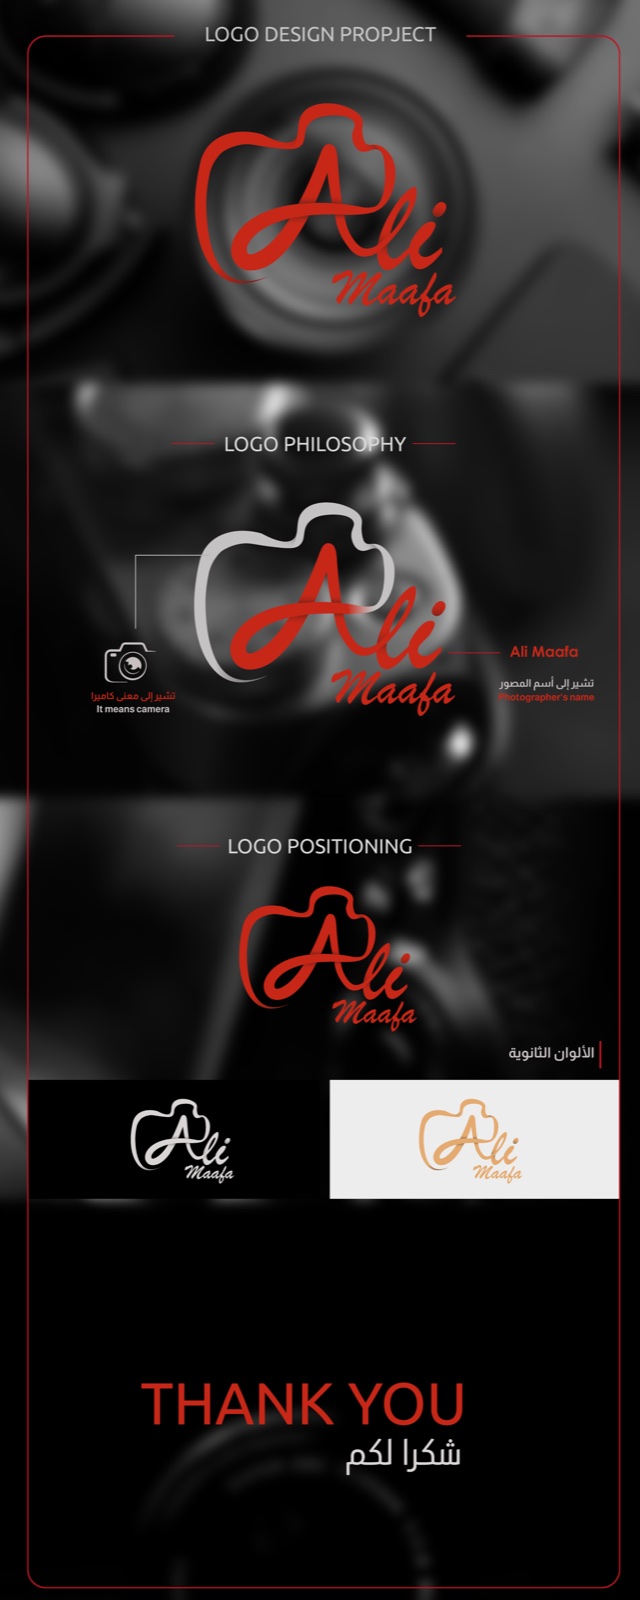 LOGO DESIGN PROPJECT
Ali
Maafa
LOGO PHILOSOPHY
Ali
Maafa
تشير إلى معنى كاميرا
It means camera
Ali Maafa
تشير إلى أسم المصور
Photographer's name
LOGO POSITIONING
Ali
Maafa
الألوان الثانوية
Ali
Maafa
Ali
Maafa
THANK YOU
شكرا لكم